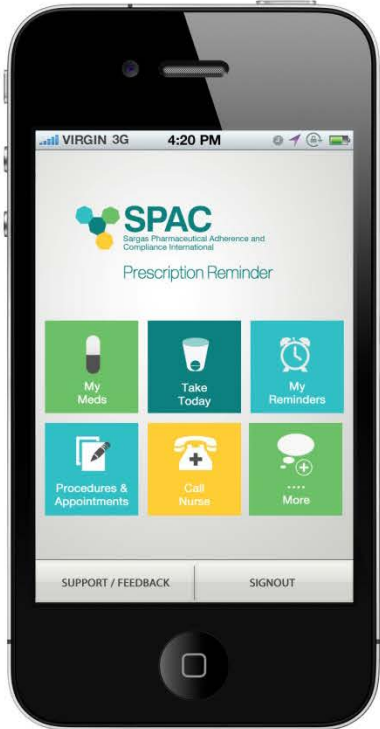 VIRGIN 3G 4:20 PM
SPAC
Sargas Pharmaceutical Adherence and
Compliance International
Prescription Reminder
My
Meds
Take
Today
My
Reminders
Procedures &
Appointments
Call
Nurse
....
More
SUPPORT / FEEDBACK
SIGNOUT